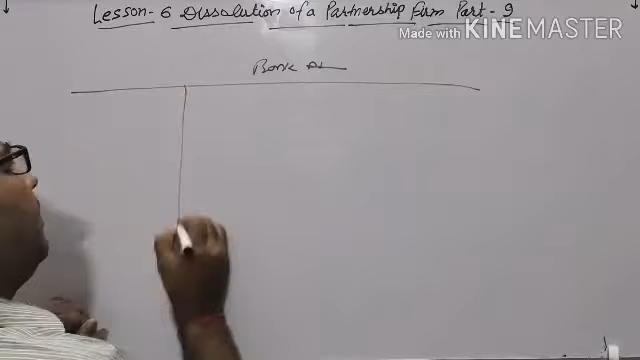 Lesson-6 Dissolution of a Partnership Firm Part-9
Made with KINEMASTER
Bank A/c